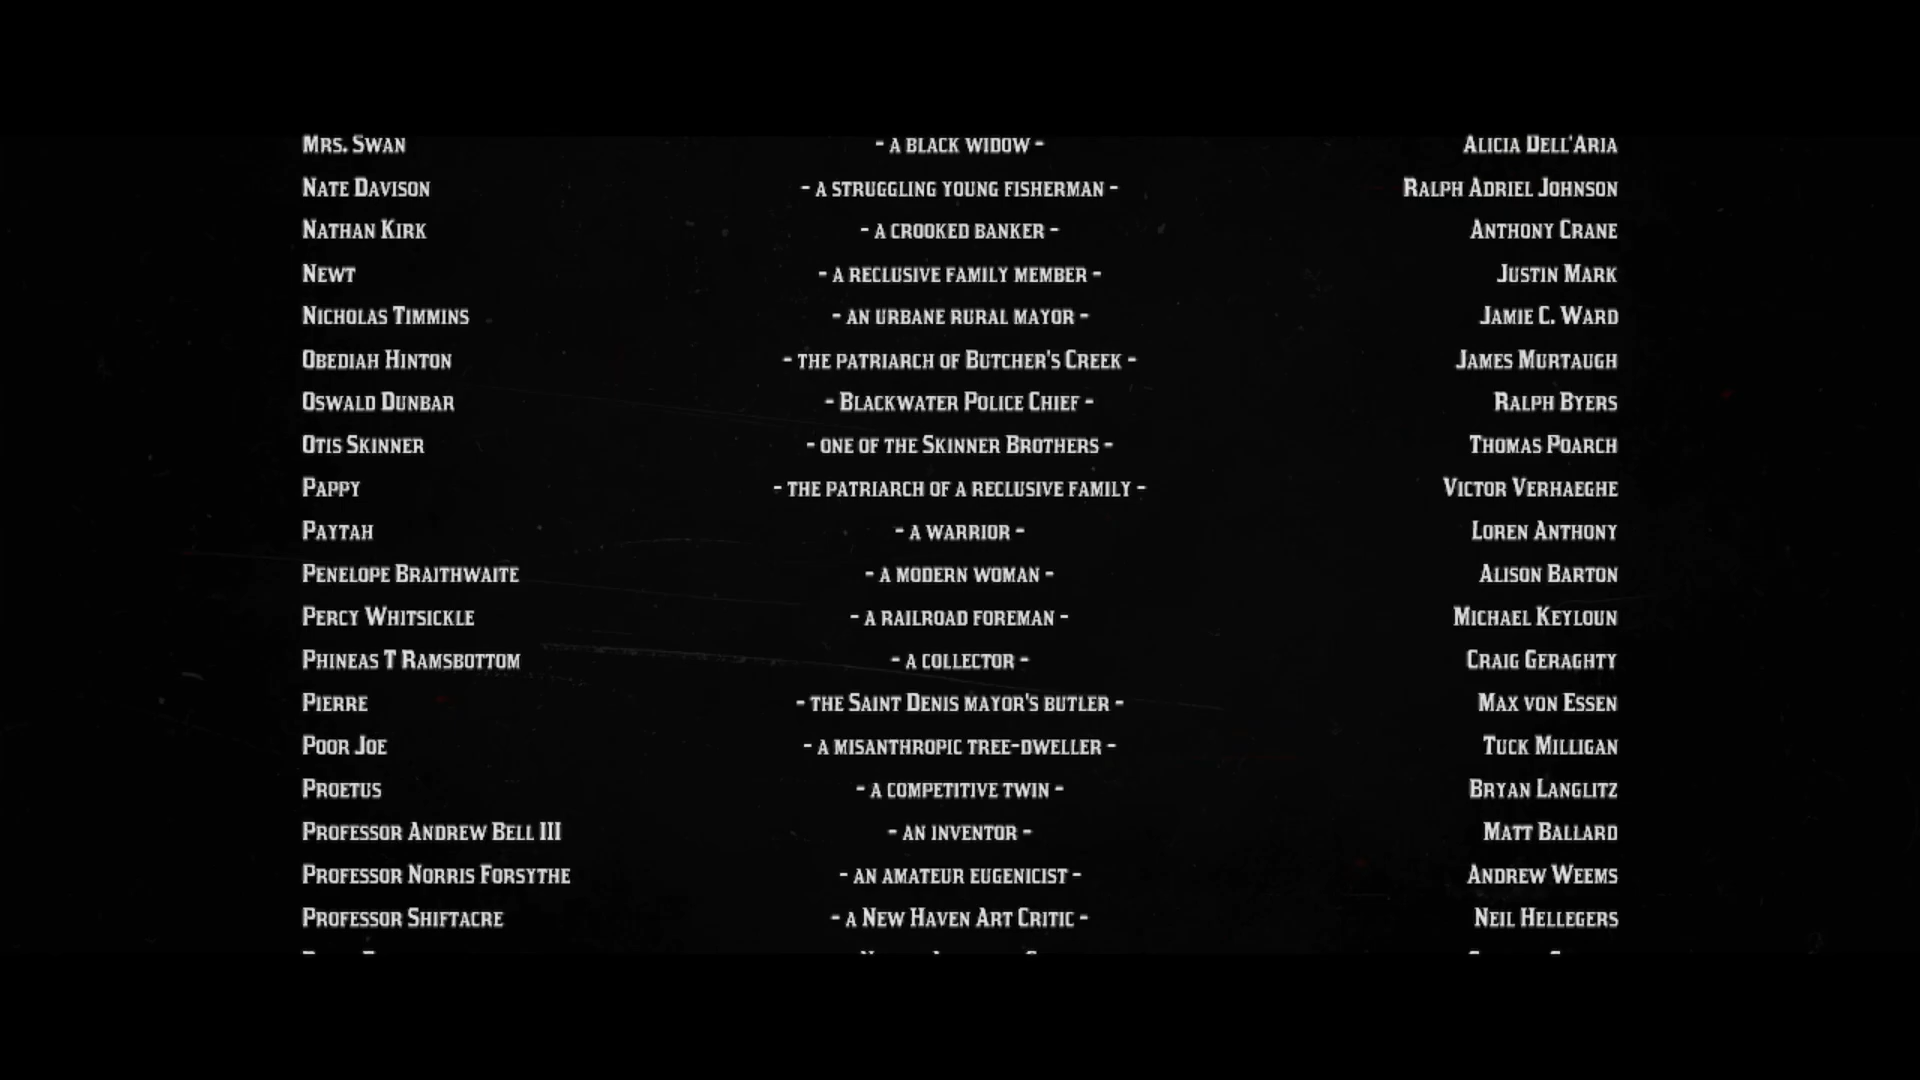 Mrs. Swan - a black widow - Alicia Dell'Aria
Nate Davison - a struggling young fisherman - Ralph Adriel Johnson
Nathan Kirk - a crooked banker - Anthony Crane
Newt - a reclusive family member - Justin Mark
Nicholas Timmins - an urbane rural mayor - Jamie C. Ward
Obediah Hinton - the patriarch of Butcher's Creek - James Murtaugh
Oswald Dunbar - Blackwater Police Chief - Ralph Byers
Otis Skinner - one of the Skinner Brothers - Thomas Poarch
Pappy - the patriarch of a reclusive family - Victor Verhaeghe
Paytah - a warrior - Loren Anthony
Penelope Braithwaite - a modern woman - Alison Barton
Percy Whitsickle - a railroad foreman - Michael Keyloun
Phineas T Ramsbottom - a collector - Craig Geraghty
Pierre - the Saint Denis mayor's butler - Max von Essen
Poor Joe - a misanthropic tree-dweller - Tuck Milligan
Proetus - a competitive twin - Bryan Langlitz
Professor Andrew Bell III - an inventor - Matt Ballard
Professor Norris Forsythe - an amateur eugenicist - Andrew Weems
Professor Shiftacre - a New Haven Art Critic - Neil Hellegers